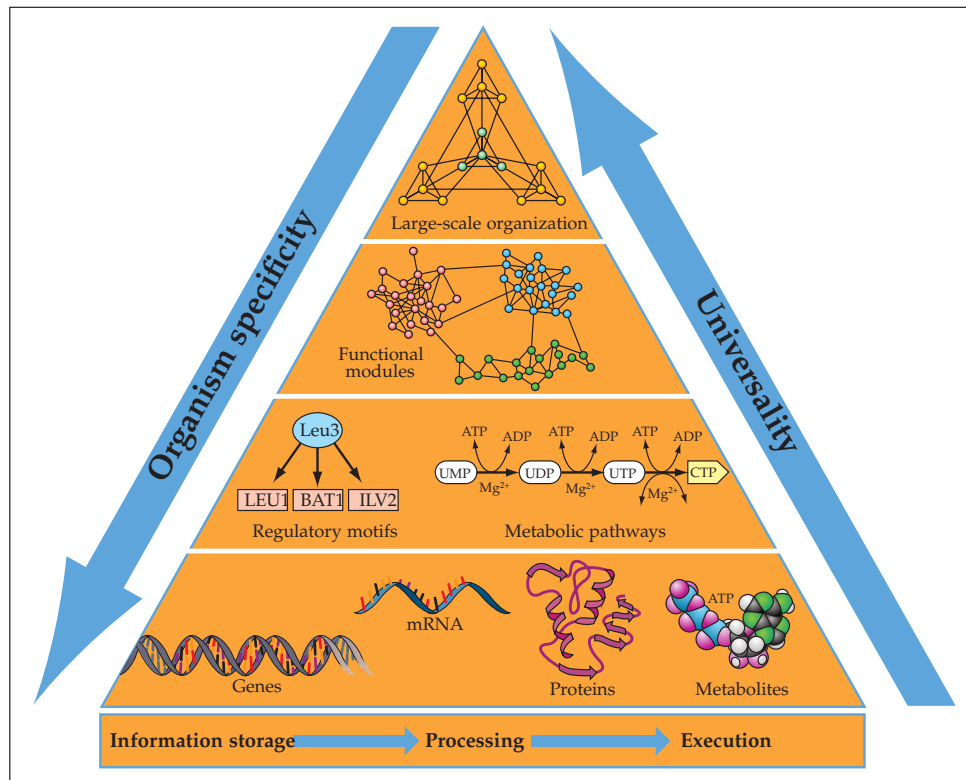 Organism specificity
Universality
Large-scale organization
Functional
modules
Leu3
LEU1 BAT1 ILV2
Regulatory motifs
ATP ADP ATP ADP ATP ADP
UMP UDP UTP CTP
Mg²⁺ Mg²⁺ Mg²⁺
Metabolic pathways
mRNA
Genes
Proteins
ATP
Metabolites
Information storage Processing Execution